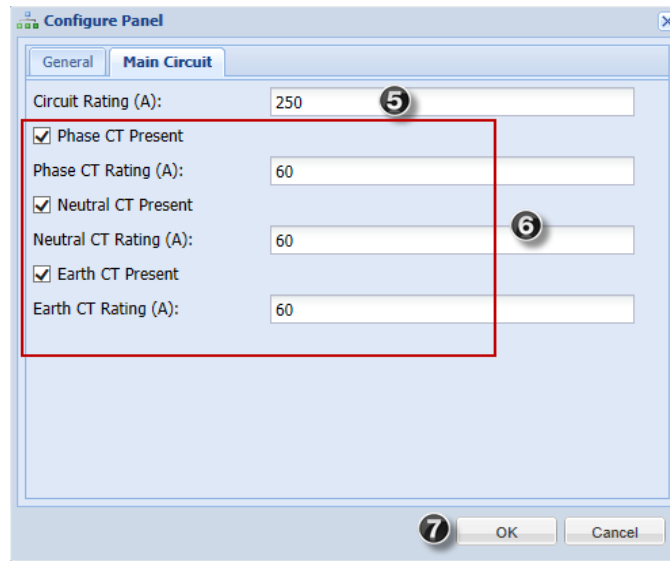 Configure Panel
General Main Circuit
Circuit Rating (A): 250 5
Phase CT Present
Phase CT Rating (A): 60
Neutral CT Present
6
Neutral CT Rating (A): 60
Earth CT Present
Earth CT Rating (A): 60
7 OK Cancel